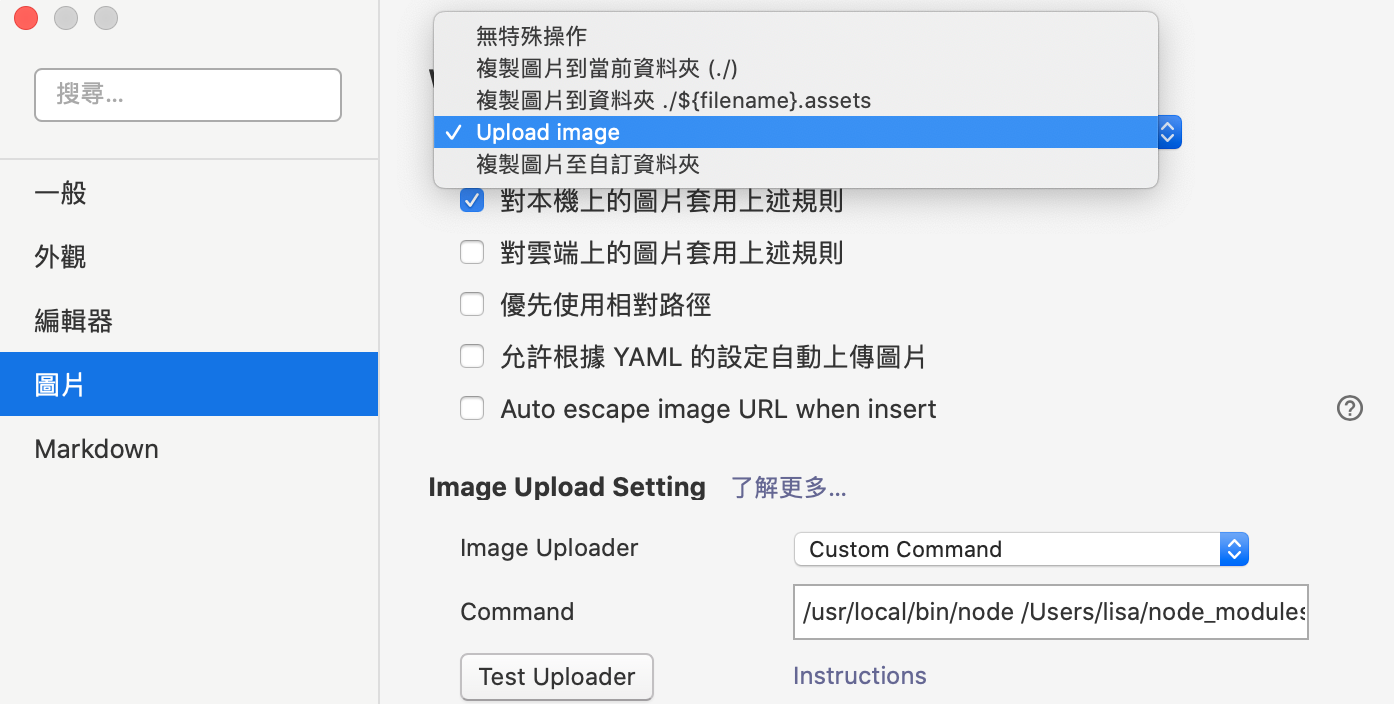 搜尋...
一般
外觀
編輯器
圖片
Markdown
無特殊操作
複製圖片到當前資料夾 (./)
複製圖片到資料夾 ./${filename}.assets
Upload image
複製圖片至自訂資料夾
對本機上的圖片套用上述規則
對雲端上的圖片套用上述規則
優先使用相對路徑
允許根據 YAML 的設定自動上傳圖片
Auto escape image URL when insert
Image Upload Setting 了解更多...
Image Uploader Custom Command
Command /usr/local/bin/node /Users/lisa/node_modules
Test Uploader Instructions